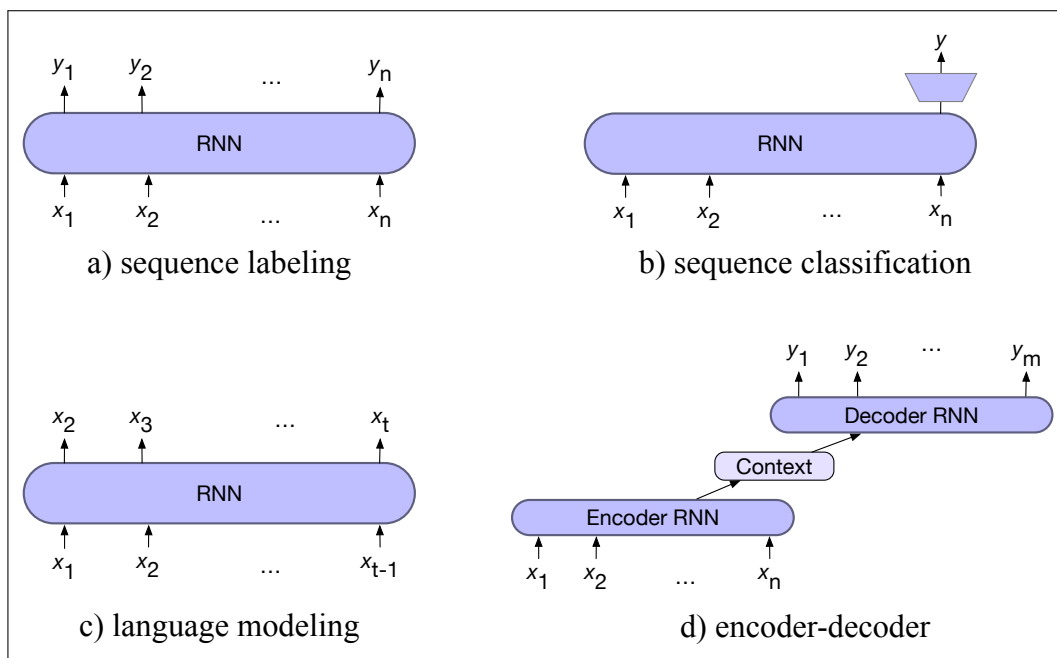 y1 y2 ... yn
RNN
x1 x2 ... xn
a) sequence labeling
y
RNN
x1 x2 ... xn
b) sequence classification
x2 x3 ... xt
RNN
x1 x2 ... xt-1
c) language modeling
y1 y2 ... ym
Decoder RNN
Context
Encoder RNN
x1 x2 ... xn
d) encoder-decoder